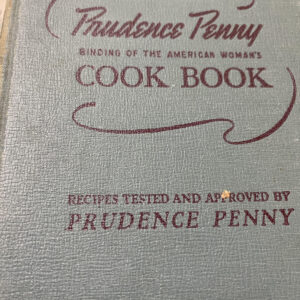 Prudence Penny
BINDING OF THE AMERICAN WOMAN'S
COOK BOOK
RECIPES TESTED AND APPROVED BY
PRUDENCE PENNY